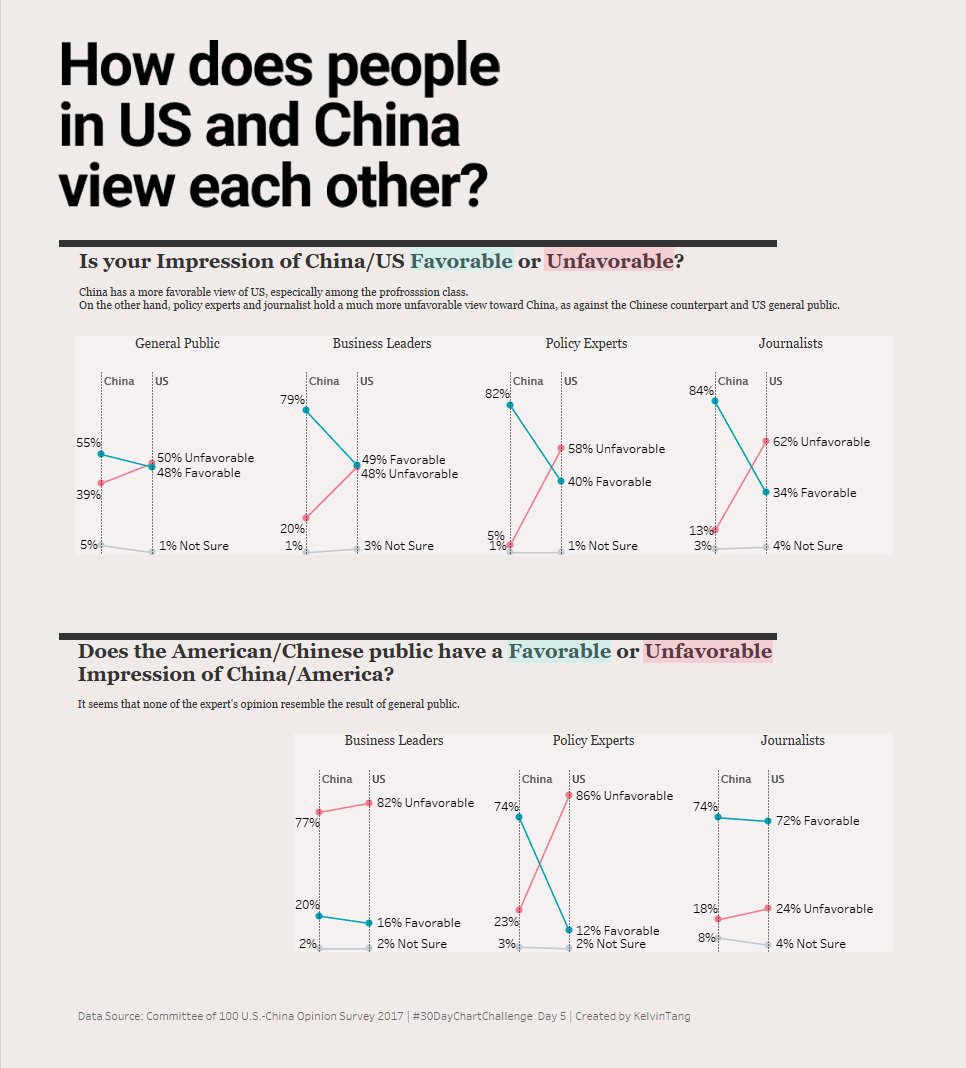 How does people
in US and China
view each other?
Is your Impression of China/US Favorable or Unfavorable?
China has a more favorable view of US, especically among the profrosssion class.
On the other hand, policy experts and journalist hold a much more unfavorable view toward China, as against the Chinese counterpart and US general public.
General Public
China US
55%
39%
5%
50% Unfavorable
48% Favorable
1% Not Sure
Business Leaders
China US
79%
20%
1%
49% Favorable
48% Unfavorable
3% Not Sure
Policy Experts
China US
82%
5%
1%
58% Unfavorable
40% Favorable
1% Not Sure
Journalists
China US
84%
13%
3%
62% Unfavorable
34% Favorable
4% Not Sure
Does the American/Chinese public have a Favorable or Unfavorable
Impression of China/America?
It seems that none of the expert's opinion resemble the result of general public.
Business Leaders
China US
77%
20%
2%
82% Unfavorable
16% Favorable
2% Not Sure
Policy Experts
China US
74%
23%
3%
86% Unfavorable
12% Favorable
2% Not Sure
Journalists
China US
74%
18%
8%
72% Favorable
24% Unfavorable
4% Not Sure
Data Source: Committee of 100 U.S.-China Opinion Survey 2017 | #30DayChartChallenge Day 5 | Created by KelvinTang